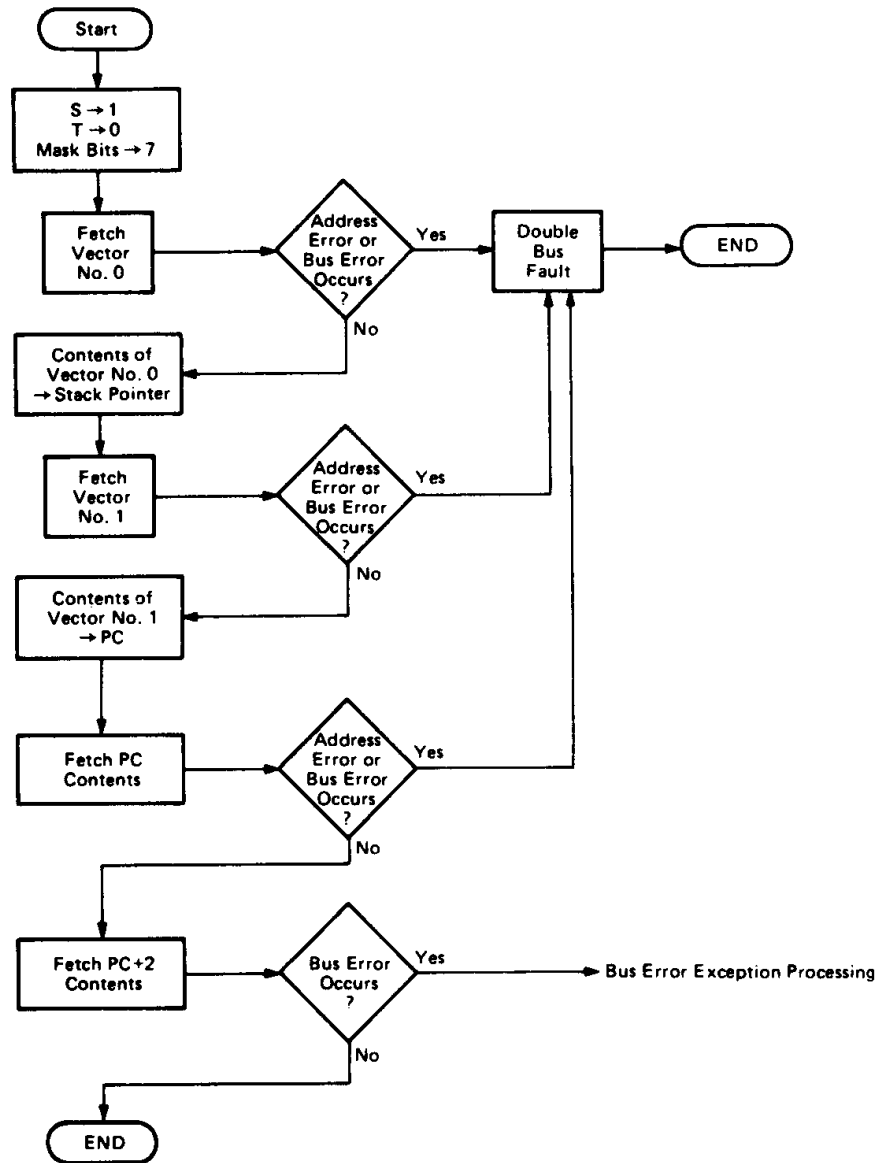 Start
S → 1
T → 0
Mask Bits → 7
Fetch
Vector
No. 0
Address
Error or
Bus Error
Occurs
?
Yes
No
Double
Bus
Fault
END
Contents of
Vector No. 0
→ Stack Pointer
Fetch
Vector
No. 1
Address
Error or
Bus Error
Occurs
?
Yes
No
Contents of
Vector No. 1
→ PC
Fetch PC
Contents
Address
Error or
Bus Error
Occurs
?
Yes
No
Fetch PC+2
Contents
Bus Error
Occurs
?
Yes
No
Bus Error Exception Processing
END